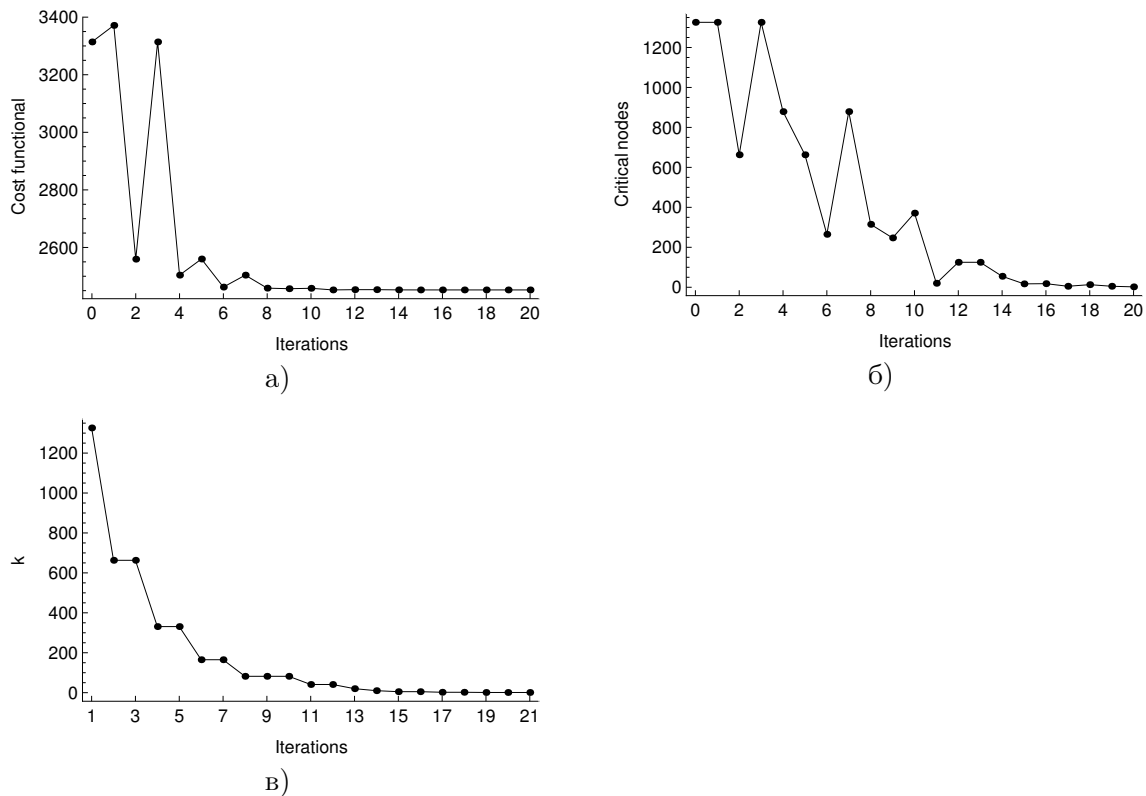 3400
3200
3000
2800
2600
Cost functional
0 2 4 6 8 10 12 14 16 18 20
Iterations
а)
1200
1000
800
600
400
200
0
Critical nodes
0 2 4 6 8 10 12 14 16 18 20
Iterations
б)
1200
1000
800
600
400
200
0
k
1 3 5 7 9 11 13 15 17 19 21
Iterations
в)